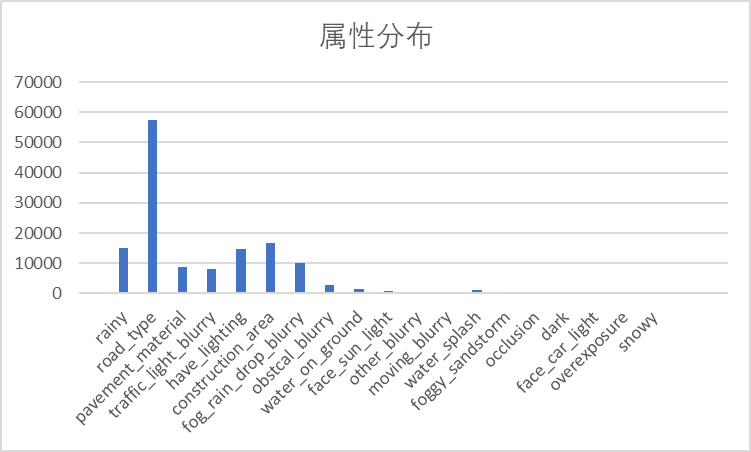 属性分布
70000
60000
50000
40000
30000
20000
10000
0
rainy
road_type
pavement_material
traffic_light_blurry
have_lighting
construction_area
fog_rain_drop_blurry
obstcal_blurry
water_on_ground
face_sun_light
other_blurry
moving_blurry
water_splash
foggy_sandstorm
occlusion
dark
face_car_light
overexposure
snowy